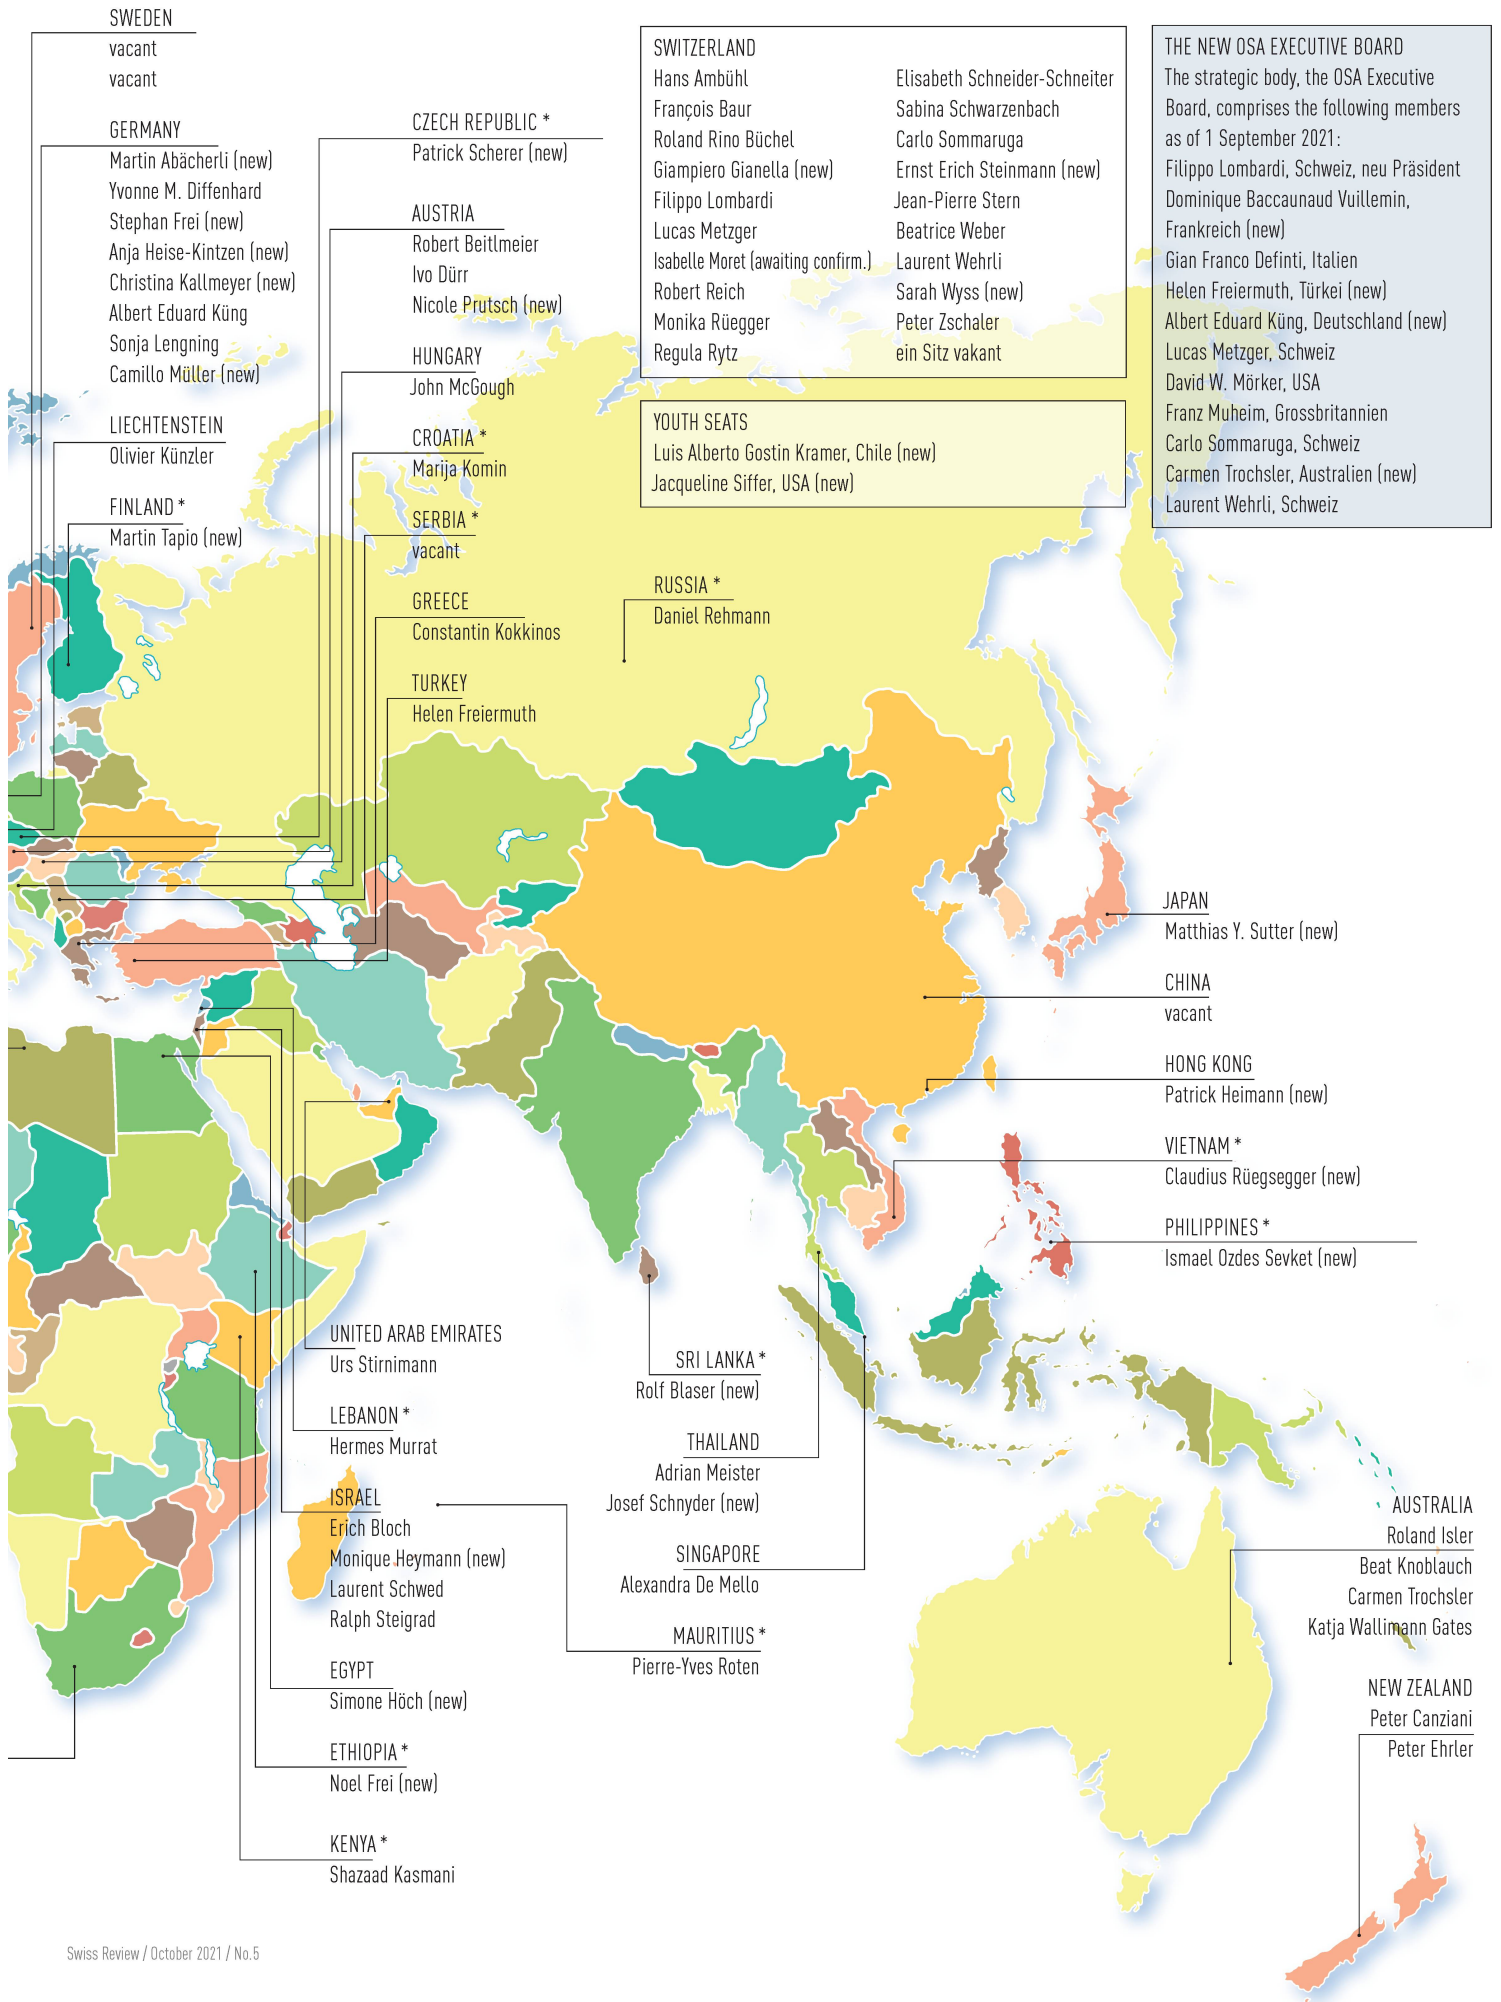 SWEDEN
vacant
vacant
GERMANY
Martin Abächerli (new)
Yvonne M. Diffenhard
Stephan Frei (new)
Anja Heise-Kintzen (new)
Christina Kallmeyer (new)
Albert Eduard Küng
Sonja Lengning
Camillo Müller (new)
LIECHTENSTEIN
Olivier Künzler
FINLAND *
Martin Tapio (new)
CZECH REPUBLIC *
Patrick Scherer (new)
AUSTRIA
Robert Beitlmeier
Ivo Dürr
Nicole Prutsch (new)
HUNGARY
John McGough
CROATIA *
Marija Komin
SERBIA *
vacant
GREECE
Constantin Kokkinos
TURKEY
Helen Freiermuth
SWITZERLAND
Hans Ambühl
François Baur
Roland Rino Büchel
Giampiero Gianella (new)
Filippo Lombardi
Lucas Metzger
Isabelle Moret (awaiting confirm.)
Robert Reich
Monika Rüegger
Regula Rytz
Elisabeth Schneider-Schneiter
Sabina Schwarzenbach
Carlo Sommaruga
Ernst Erich Steinmann (new)
Jean-Pierre Stern
Beatrice Weber
Laurent Wehrli
Sarah Wyss (new)
Peter Zschaler
ein Sitz vakant
YOUTH SEATS
Luis Alberto Gostin Kramer, Chile (new)
Jacqueline Siffer, USA (new)
RUSSIA *
Daniel Rehmann
THE NEW OSA EXECUTIVE BOARD
The strategic body, the OSA Executive
Board, comprises the following members
as of 1 September 2021:
Filippo Lombardi, Schweiz, neu Präsident
Dominique Baccaunaud Vuillemin,
Frankreich (new)
Gian Franco Definti, Italien
Helen Freiermuth, Türkei (new)
Albert Eduard Küng, Deutschland (new)
Lucas Metzger, Schweiz
David W. Mörker, USA
Franz Muheim, Grossbritannien
Carlo Sommaruga, Schweiz
Carmen Trochsler, Australien (new)
Laurent Wehrli, Schweiz
JAPAN
Matthias Y. Sutter (new)
CHINA
vacant
HONG KONG
Patrick Heimann (new)
VIETNAM *
Claudius Rüegsegger (new)
PHILIPPINES *
Ismael Ozdes Sevket (new)
UNITED ARAB EMIRATES
Urs Stirnimann
LEBANON *
Hermes Murrat
ISRAEL
Erich Bloch
Monique Heymann (new)
Laurent Schwed
Ralph Steigrad
EGYPT
Simone Höch (new)
ETHIOPIA *
Noel Frei (new)
KENYA *
Shazaad Kasmani
SRI LANKA *
Rolf Blaser (new)
THAILAND
Adrian Meister
Josef Schnyder (new)
SINGAPORE
Alexandra De Mello
MAURITIUS *
Pierre-Yves Roten
AUSTRALIA
Roland Isler
Beat Knoblauch
Carmen Trochsler
Katja Wallimann Gates
NEW ZEALAND
Peter Canziani
Peter Ehrler
Swiss Review / October 2021 / No.5